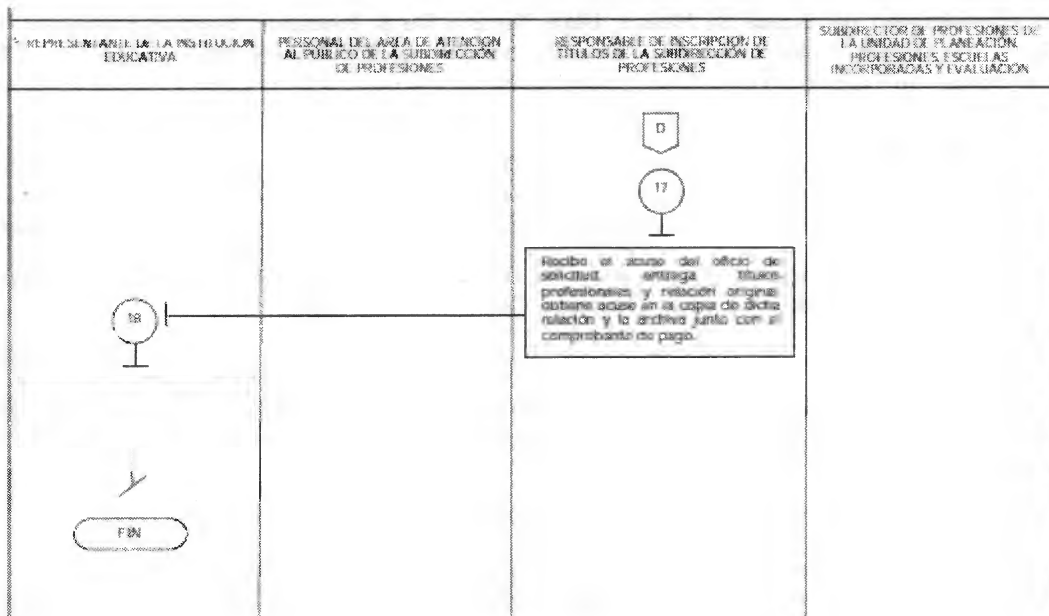 REPRESENTANTE DE LA INSTITUCIÓN
EDUCATIVA
PERSONAL DEL ÁREA DE ATENCIÓN
AL PÚBLICO DE LA SUBDIRECCIÓN
DE PROFESIONES
RESPONSABLE DE INSCRIPCIÓN DE
TÍTULOS DE LA SUBDIRECCIÓN DE
PROFESIONES
SUBDIRECTOR DE PROFESIONES DE
LA UNIDAD DE PLANEACIÓN,
PROFESIONES, ESCUELAS
INCORPORADAS Y EVALUACIÓN
D
17
Recibe el acuse del oficio de
solicitud, entrega títulos
profesionales y relación original,
obtiene acuse en la copia de dicha
relación y la archiva junto con el
comprobante de pago.
18
FIN